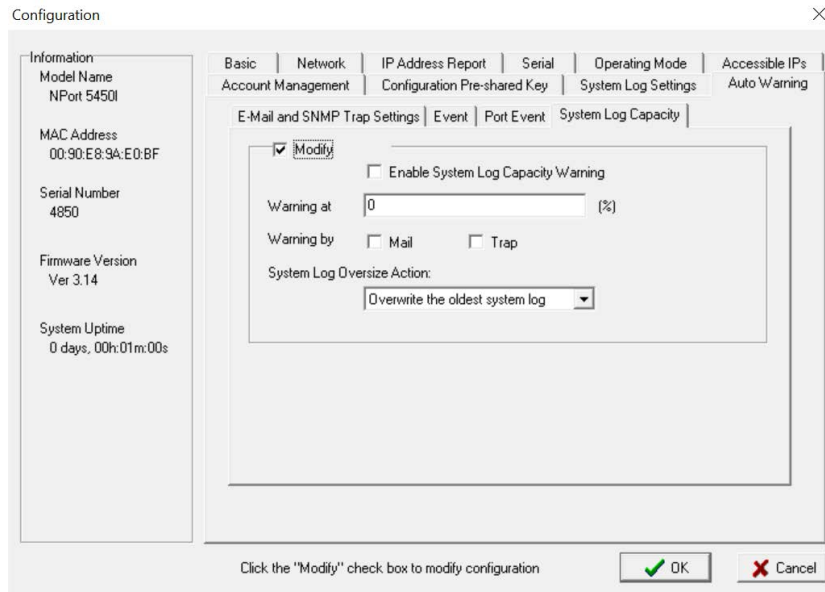 Configuration
Information
Model Name
NPort 5450I
MAC Address
00:90:E8:9A:E0:BF
Serial Number
4850
Firmware Version
Ver 3.14
System Uptime
0 days, 00h:01m:00s
Basic Network IP Address Report Serial Operating Mode Accessible IPs
Account Management Configuration Pre-shared Key System Log Settings Auto Warning
E-Mail and SNMP Trap Settings Event Port Event System Log Capacity
Modify
Enable System Log Capacity Warning
Warning at 0 (%)
Warning by Mail Trap
System Log Oversize Action:
Overwrite the oldest system log
Click the "Modify" check box to modify configuration OK Cancel